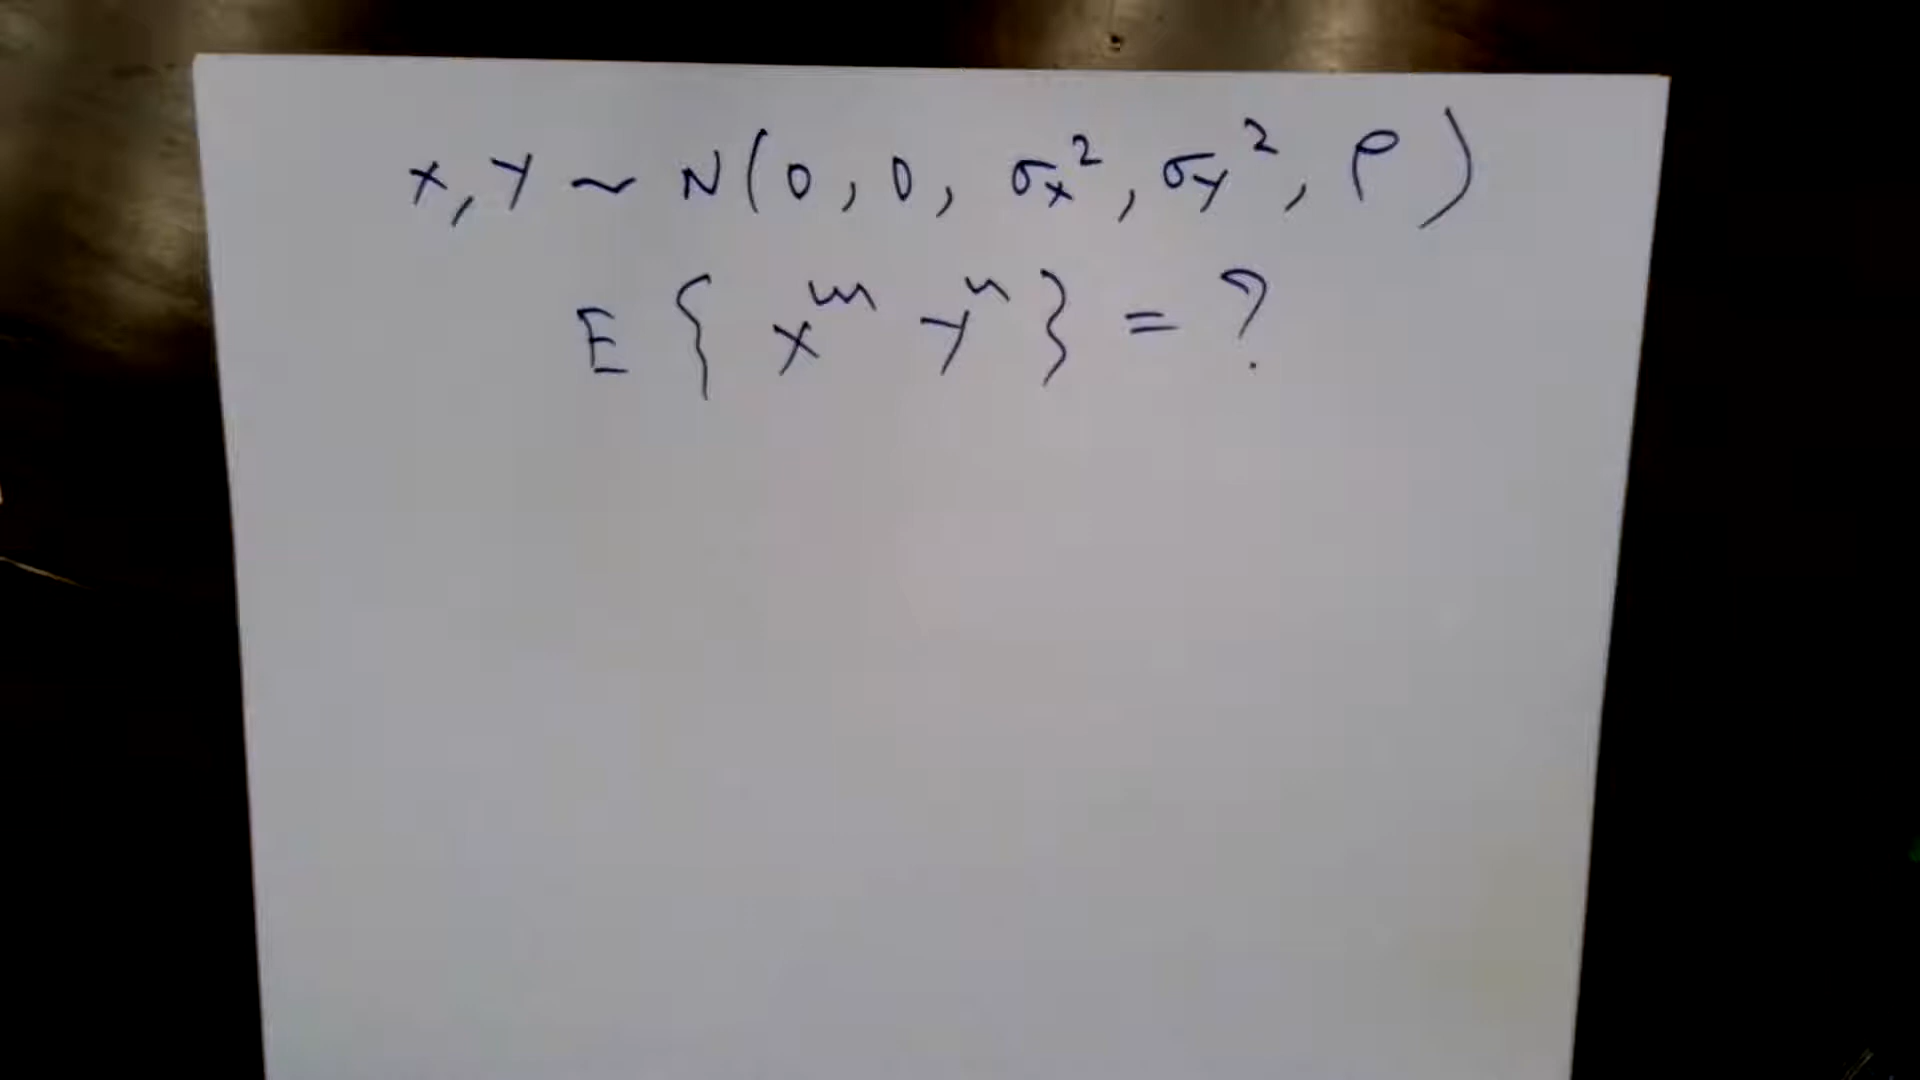 x, y ~ N(0, 0, σx², σy², ρ)
E { x^m y^n } = ?